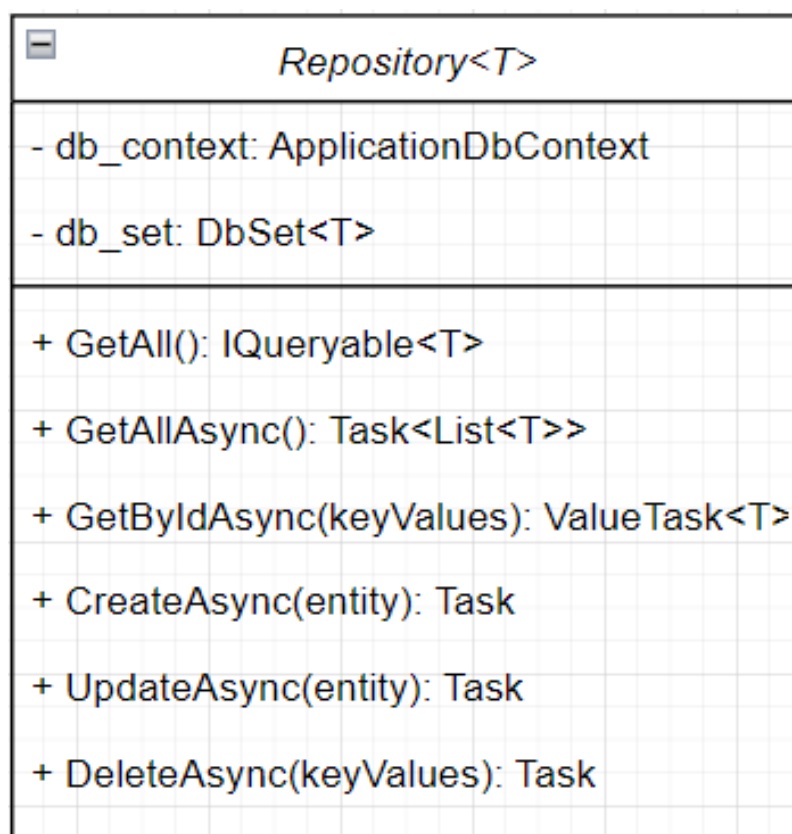 Repository<T>
- db_context: ApplicationDbContext
- db_set: DbSet<T>
+ GetAll(): IQueryable<T>
+ GetAllAsync(): Task<List<T>>
+ GetByIdAsync(keyValues): ValueTask<T>
+ CreateAsync(entity): Task
+ UpdateAsync(entity): Task
+ DeleteAsync(keyValues): Task